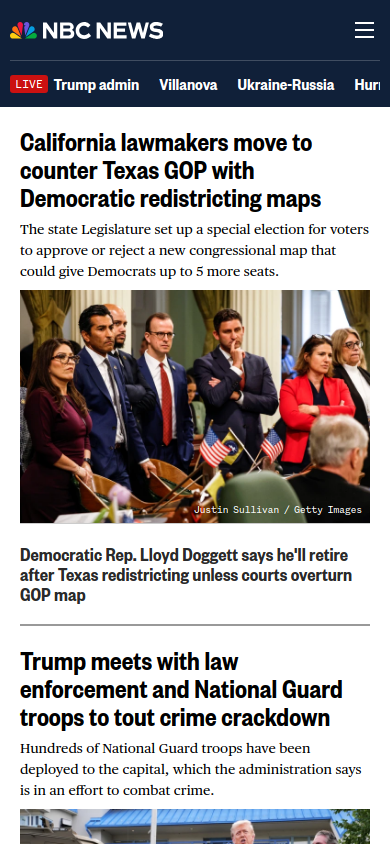 NBC NEWS
LIVE Trump admin Villanova Ukraine-Russia
California lawmakers move to
counter Texas GOP with
Democratic redistricting maps
The state Legislature set up a special election for voters
to approve or reject a new congressional map that
could give Democrats up to 5 more seats.
Justin Sullivan / Getty Images
Democratic Rep. Lloyd Doggett says he'll retire
after Texas redistricting unless courts overturn
GOP map
Trump meets with law
enforcement and National Guard
troops to tout crime crackdown
Hundreds of National Guard troops have been
deployed to the capital, which the administration says
is in an effort to combat crime.